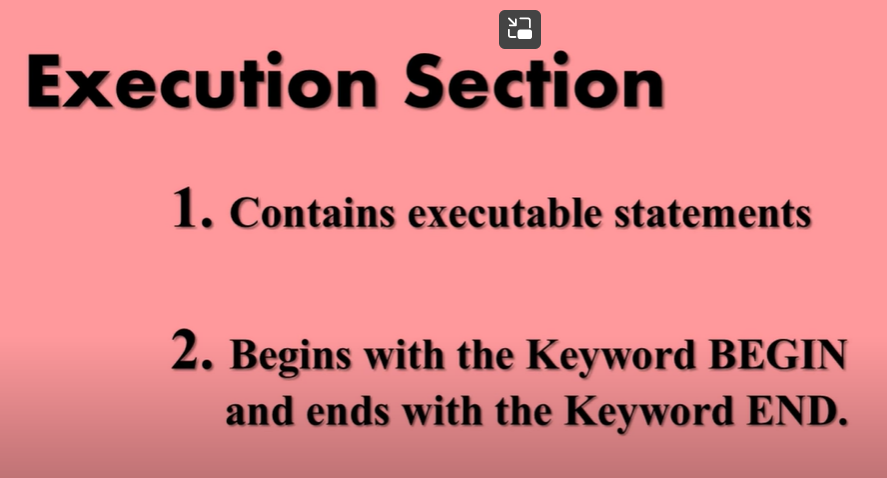 Execution Section
1. Contains executable statements
2. Begins with the Keyword BEGIN
and ends with the Keyword END.